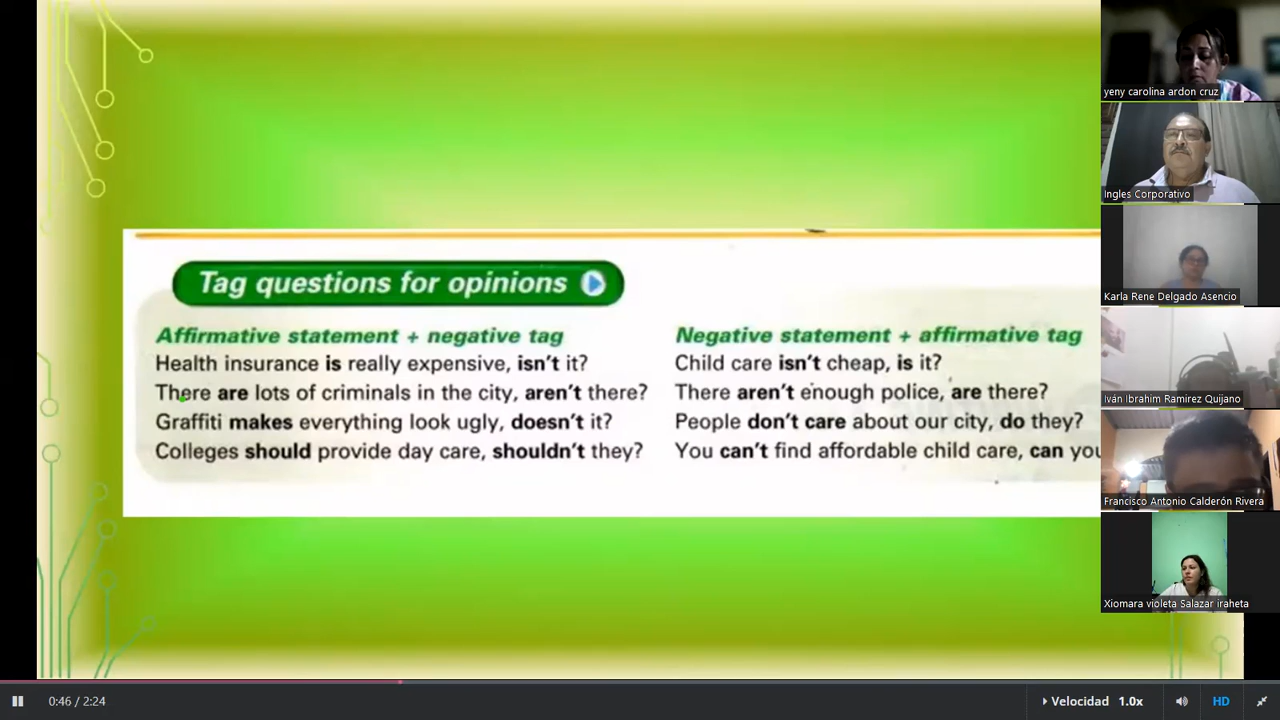 Tag questions for opinions
Affirmative statement + negative tag
Health insurance is really expensive, isn't it?
There are lots of criminals in the city, aren't there?
Graffiti makes everything look ugly, doesn't it?
Colleges should provide day care, shouldn't they?
Negative statement + affirmative tag
Child care isn't cheap, is it?
There aren't enough police, are there?
People don't care about our city, do they?
You can't find affordable child care, can you
yeny carolina ardon cruz
Ingles Corporativo
Karla Rene Delgado Asencio
Iván Ibrahim Ramirez Quijano
Francisco Antonio Calderón Rivera
Xiomara violeta Salazar iraheta
0:46 / 2:24
Velocidad 1.0x
HD